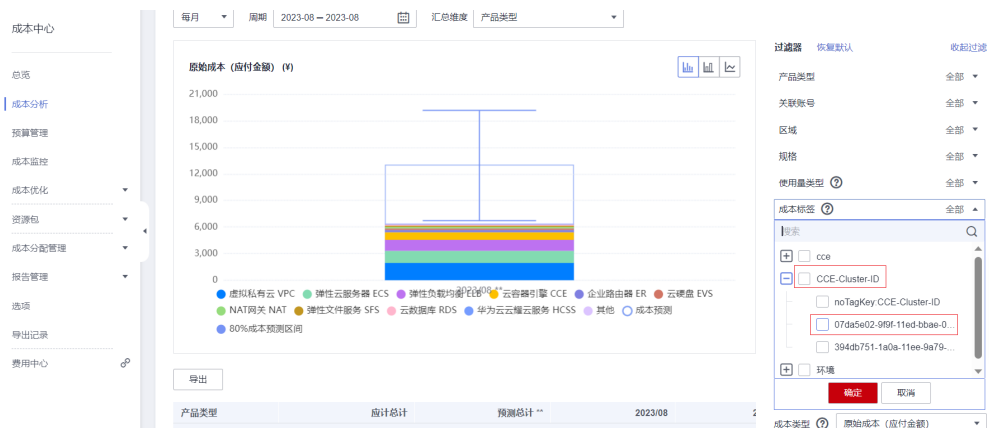 成本中心
总览
成本分析
预算管理
成本监控
成本优化
资源包
成本分配管理
报告管理
选项
导出记录
费用中心
每月 周期 2023-08 – 2023-08 汇总维度 产品类型
原始成本（应付金额）(¥)
21,000
18,000
15,000
12,000
9,000
6,000
3,000
0
2023/08 **
虚拟私有云 VPC 弹性云服务器 ECS 弹性负载均衡 ELB 云容器引擎 CCE 企业路由器 ER 云硬盘 EVS
NAT网关 NAT 弹性文件服务 SFS 云数据库 RDS 华为云云耀云服务 HCSS 其他 成本预测
80%成本预测区间
导出
产品类型 应计总计 预测总计 ** 2023/08 2
过滤器 恢复默认 收起过滤
产品类型 全部
关联账号 全部
区域 全部
规格 全部
使用量类型 ? 全部
成本标签 ? 全部
搜索
cce
CCE-Cluster-ID
noTagKey:CCE-Cluster-ID
07da5e02-9f9f-11ed-bbae-0...
394db751-1a0a-11ee-9a79-...
环境
确定 取消
成本类型 ? 原始成本（应付金额）